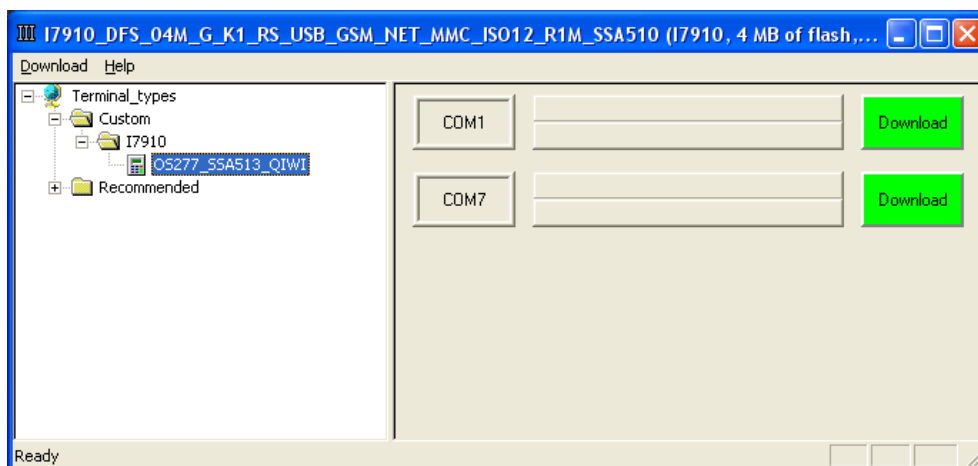 I7910_DFS_04M_G_K1_RS_USB_GSM_NET_MMC_ISO12_R1M_SSA510 (I7910, 4 MB of flash,...
Download Help
Terminal_types
Custom
I7910
OS277_SSA513_QIWI
Recommended
COM1
Download
COM7
Download
Ready